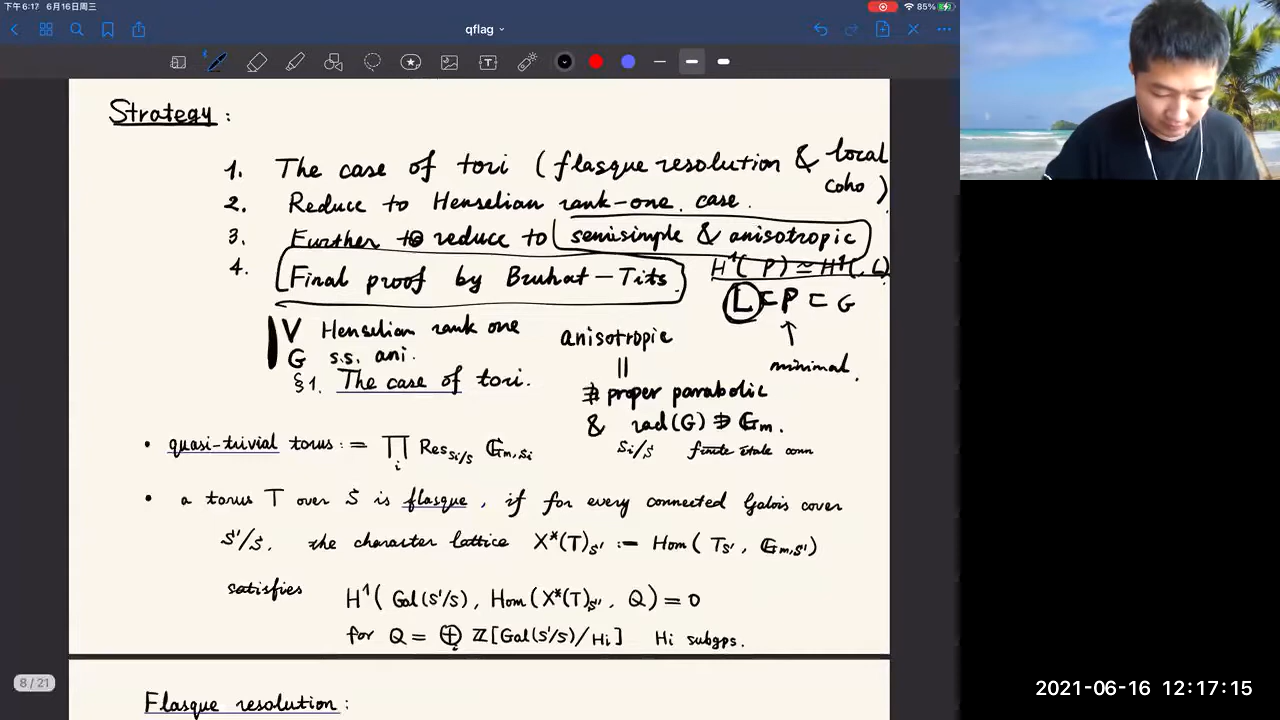 下午6:17 6月16日周三
85%
qflag
Strategy :
1. The case of tori ( flasque resolution & local coho )
2. Reduce to Henselian rank-one case.
3. Further to reduce to semisimple & anisotropic
4. Final proof by Bruhat-Tits.
H¹( P) ≃ H¹(, L)
L ⊂ P ⊂ G
↑
minimal.
V Henselian rank one
G s.s. ani.
anisotropic
||
∄ proper parabolic
& rad(G) ∌ 𝔾m.
§1. The case of tori.
• quasi-trivial torus := ∏ᵢ Res_{Si/S} 𝔾m,Si
Si/S finite étale conn
• a torus T over S is flasque, if for every connected Galois cover
S'/S. the character lattice X*(T)_{S'} := Hom( T_{S'}, 𝔾m,S')
satisfies
H¹( Gal(S'/S), Hom(X*(T)_{S'}, Q) = 0
for Q = ⊕ᵢ ℤ[Gal(S'/S)/Hi] Hi subgps.
8/21
Flasque resolution :
2021-06-16 12:17:15